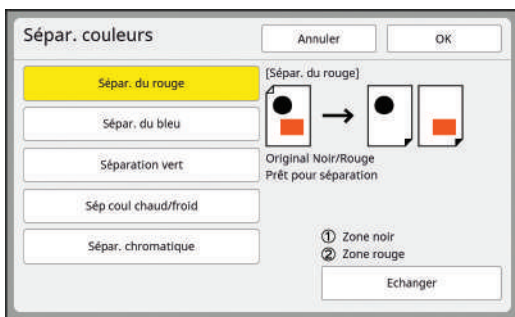 Sépar. couleurs
Annuler
OK
Sépar. du rouge
Sépar. du bleu
Séparation vert
Sép coul chaud/froid
Sépar. chromatique
[Sépar. du rouge]
Original Noir/Rouge
Prêt pour séparation
① Zone noir
② Zone rouge
Echanger